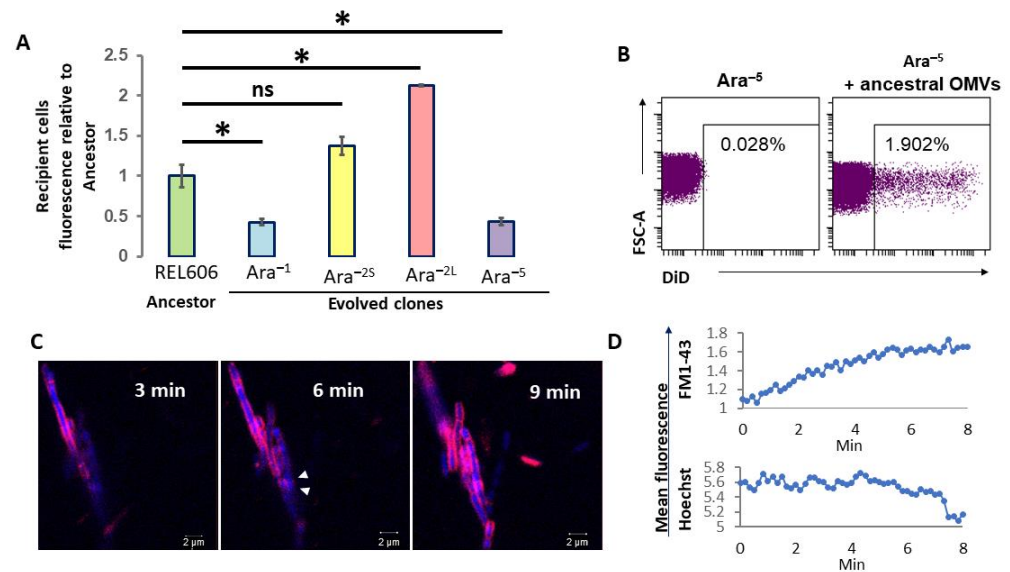 A
Recipient cells
fluorescence relative to
Ancestor
2.5
2
1.5
1
0.5
0
*
*
ns
*
REL606
Ara⁻¹
Ara⁻²ˢ
Ara⁻²ᴸ
Ara⁻⁵
Ancestor
Evolved clones
B
Ara⁻⁵
Ara⁻⁵
+ ancestral OMVs
0.028%
1.902%
FSC-A
DiD
C
3 min
6 min
9 min
2 µm
2 µm
2 µm
D
Mean fluorescence
FM1-43
1.8
1.6
1.4
1.2
1
0
2
4
6
8
Min
Hoechst
5.8
5.6
5.4
5.2
5
0
2
4
6
8
Min